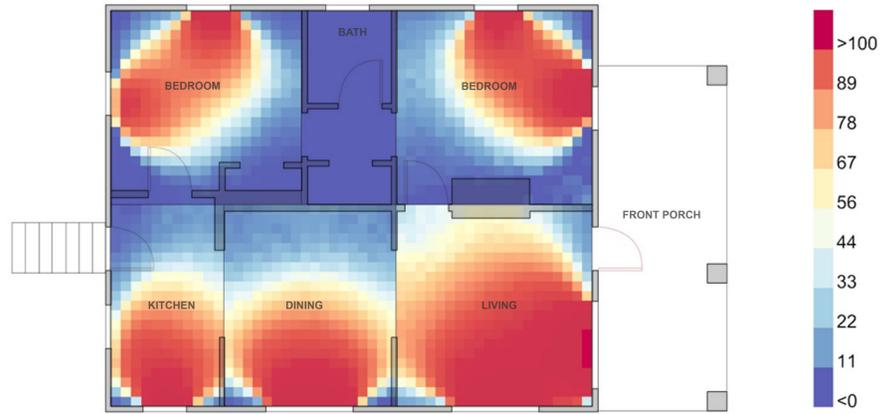 BATH
BEDROOM
BEDROOM
FRONT PORCH
KITCHEN
DINING
LIVING
>100
89
78
67
56
44
33
22
11
<0